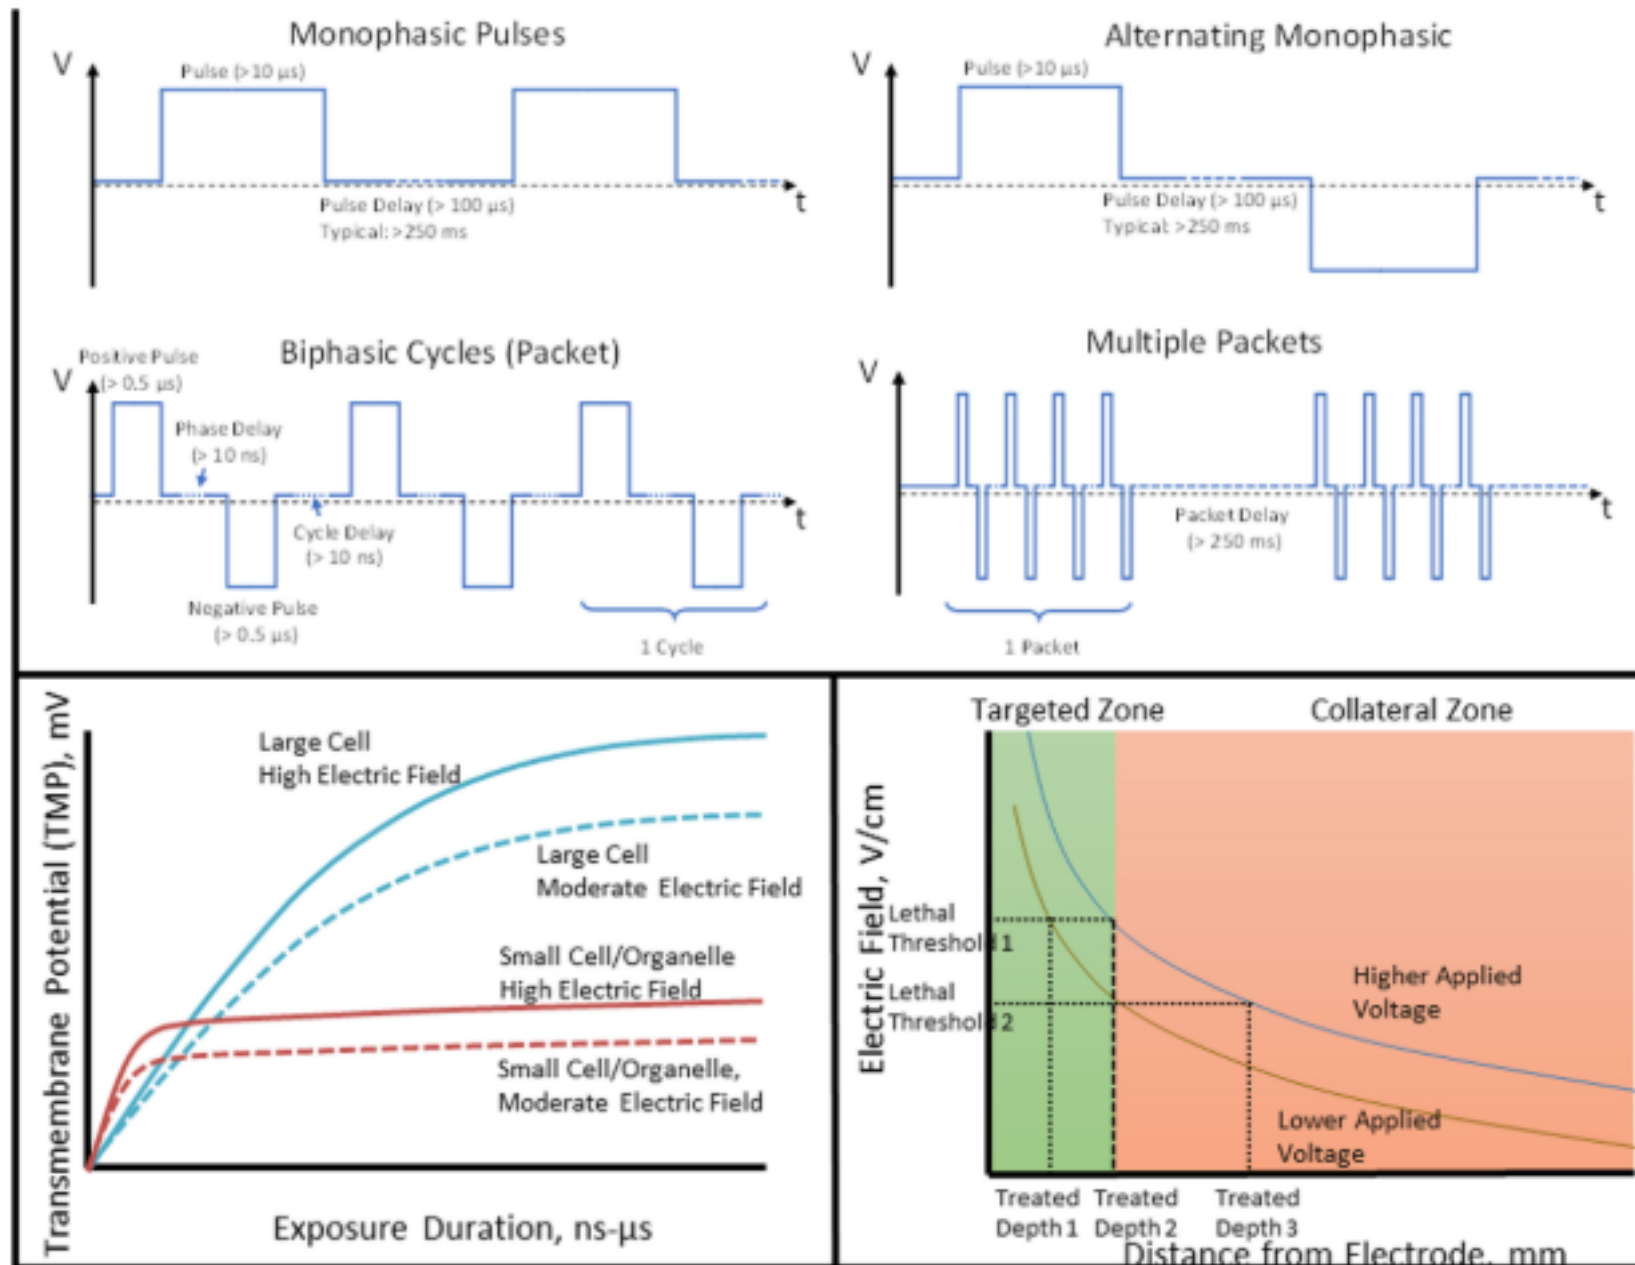 Monophasic Pulses
V
Pulse (>10 µs)
Pulse Delay (> 100 µs)
Typical: >250 ms
t
Alternating Monophasic
V
Pulse (>10 µs)
Pulse Delay (> 100 µs)
Typical: >250 ms
t
Biphasic Cycles (Packet)
Positive Pulse
(> 0.5 µs)
V
Phase Delay
(> 10 ns)
Cycle Delay
(> 10 ns)
t
Negative Pulse
(> 0.5 µs)
1 Cycle
Multiple Packets
V
Packet Delay
(> 250 ms)
t
1 Packet
Transmembrane Potential (TMP), mV
Large Cell
High Electric Field
Large Cell
Moderate Electric Field
Small Cell/Organelle
High Electric Field
Small Cell/Organelle,
Moderate Electric Field
Exposure Duration, ns-µs
Targeted Zone
Collateral Zone
Electric Field, V/cm
Lethal
Threshold 1
Lethal
Threshold 2
Higher Applied
Voltage
Lower Applied
Voltage
Treated
Depth 1
Treated
Depth 2
Treated
Depth 3
Distance from Electrode, mm